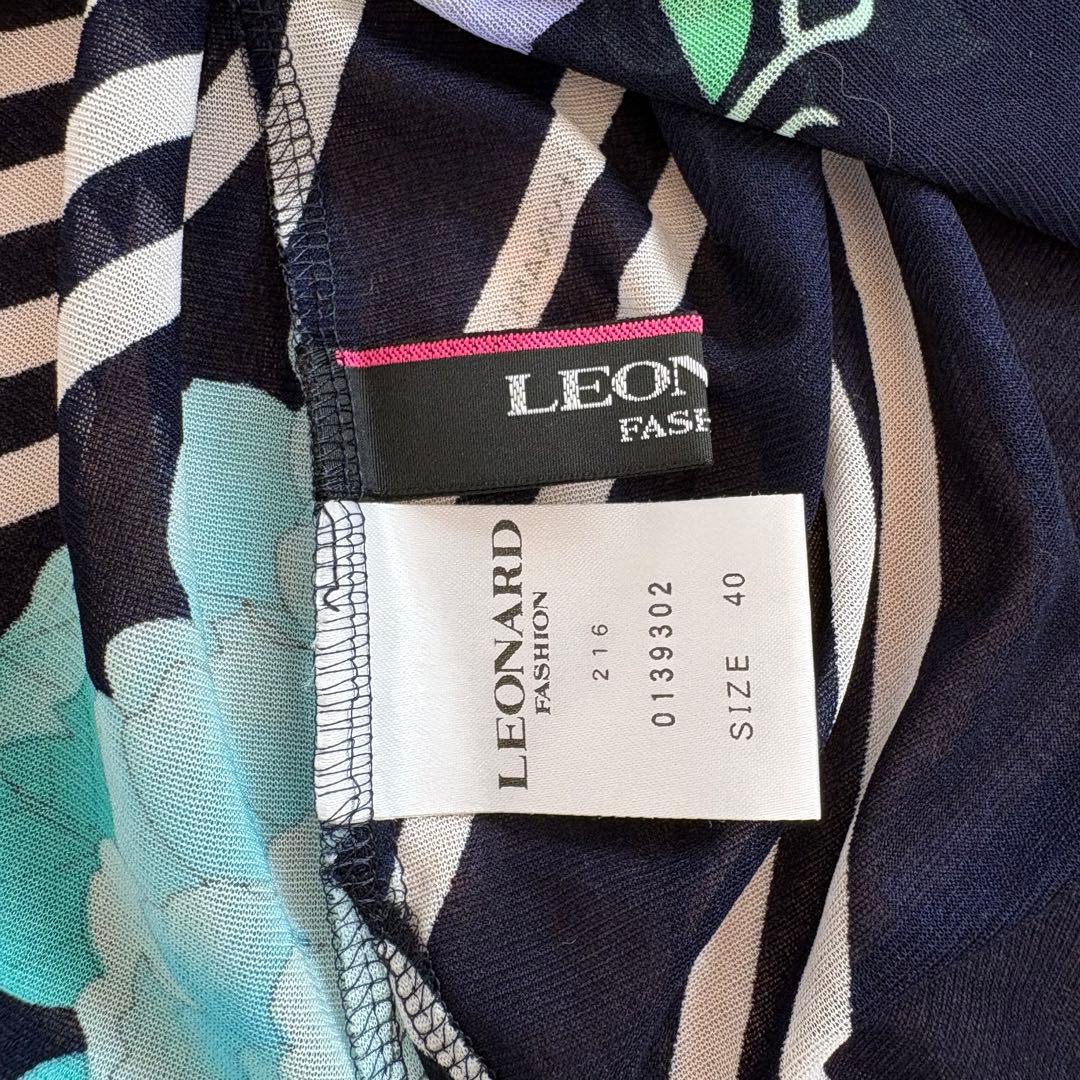 LEON
FASH
LEONARD
FASHION
216
0139302
SIZE 40